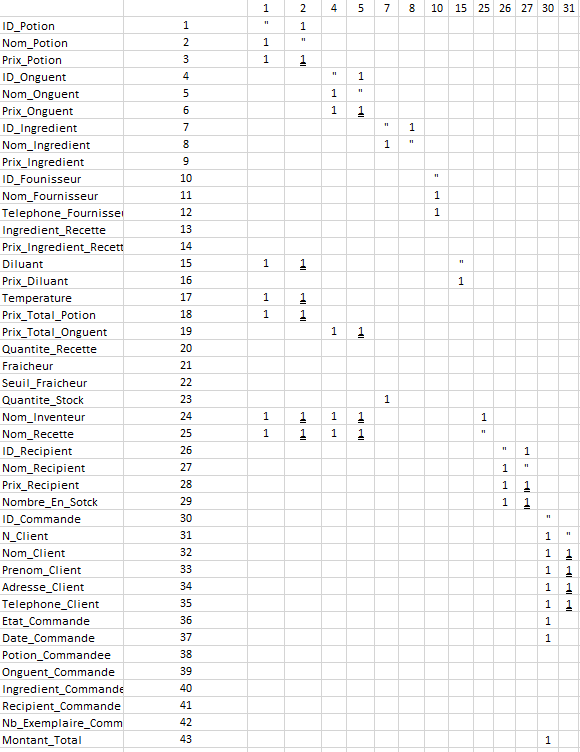 1 2 4 5 7 8 10 15 25 26 27 30 31
ID_Potion 1 " 1
Nom_Potion 2 1 "
Prix_Potion 3 1 1
ID_Onguent 4 " 1
Nom_Onguent 5 1 "
Prix_Onguent 6 1 1
ID_Ingredient 7 " 1
Nom_Ingredient 8 1 "
Prix_Ingredient 9
ID_Founisseur 10 "
Nom_Fournisseur 11 1
Telephone_Fournisseu 12 1
Ingredient_Recette 13
Prix_Ingredient_Recett 14
Diluant 15 1 1 "
Prix_Diluant 16 1
Temperature 17 1 1
Prix_Total_Potion 18 1 1
Prix_Total_Onguent 19 1 1
Quantite_Recette 20
Fraicheur 21
Seuil_Fraicheur 22
Quantite_Stock 23 1
Nom_Inventeur 24 1 1 1 1 1
Nom_Recette 25 1 1 1 1 "
ID_Recipient 26 " 1
Nom_Recipient 27 1 "
Prix_Recipient 28 1 1
Nombre_En_Sotck 29 1 1
ID_Commande 30 "
N_Client 31 1 "
Nom_Client 32 1 1
Prenom_Client 33 1 1
Adresse_Client 34 1 1
Telephone_Client 35 1 1
Etat_Commande 36 1
Date_Commande 37 1
Potion_Commandee 38
Onguent_Commande 39
Ingredient_Commande 40
Recipient_Commande 41
Nb_Exemplaire_Comm 42
Montant_Total 43 1